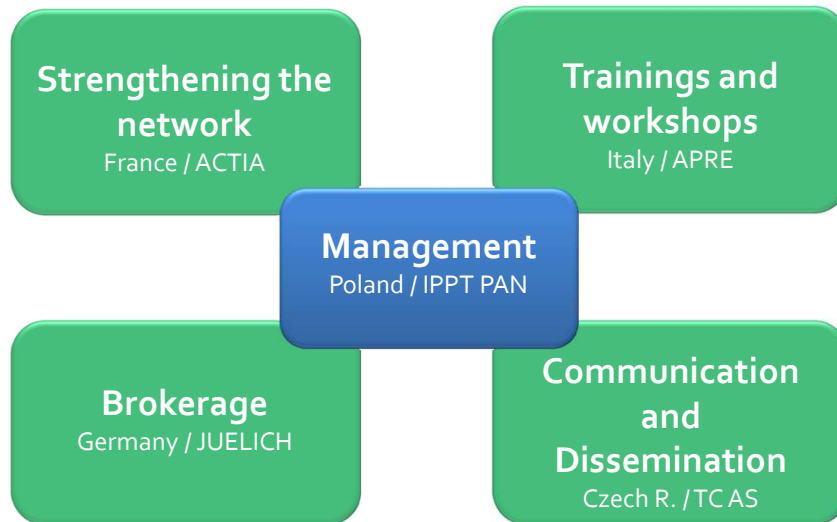 Strengthening the
network
France / ACTIA
Trainings and
workshops
Italy / APRE
Management
Poland / IPPT PAN
Brokerage
Germany / JUELICH
Communication
and
Dissemination
Czech R. / TC AS